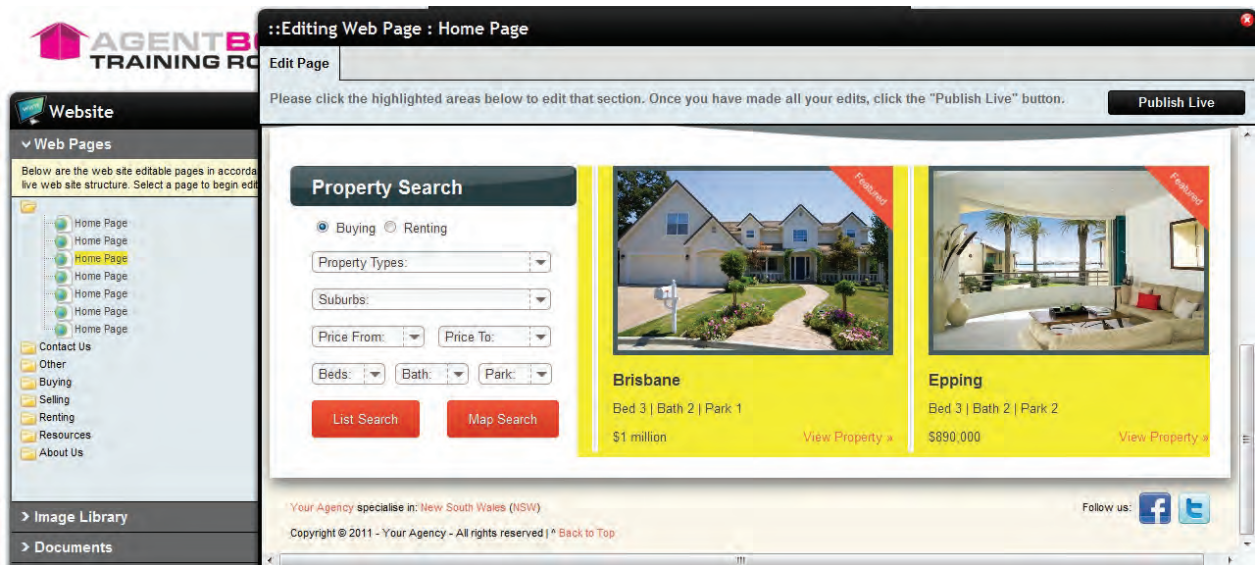 AGENTB
TRAINING RO
Website
Web Pages
Below are the web site editable pages in accorda
live web site structure. Select a page to begin edit
Home Page
Home Page
Home Page
Home Page
Home Page
Home Page
Home Page
Contact Us
Other
Buying
Selling
Renting
Resources
About Us
> Image Library
> Documents
::Editing Web Page : Home Page
Edit Page
Please click the highlighted areas below to edit that section. Once you have made all your edits, click the "Publish Live" button.
Publish Live
Property Search
Buying Renting
Property Types:
Suburbs:
Price From: Price To:
Beds: Bath: Park:
List Search Map Search
Featured
Brisbane
Bed 3 | Bath 2 | Park 1
$1 million View Property »
Featured
Epping
Bed 3 | Bath 2 | Park 2
$890,000 View Property »
Your Agency specialise in: New South Wales (NSW)
Copyright © 2011 - Your Agency - All rights reserved | ^ Back to Top
Follow us: